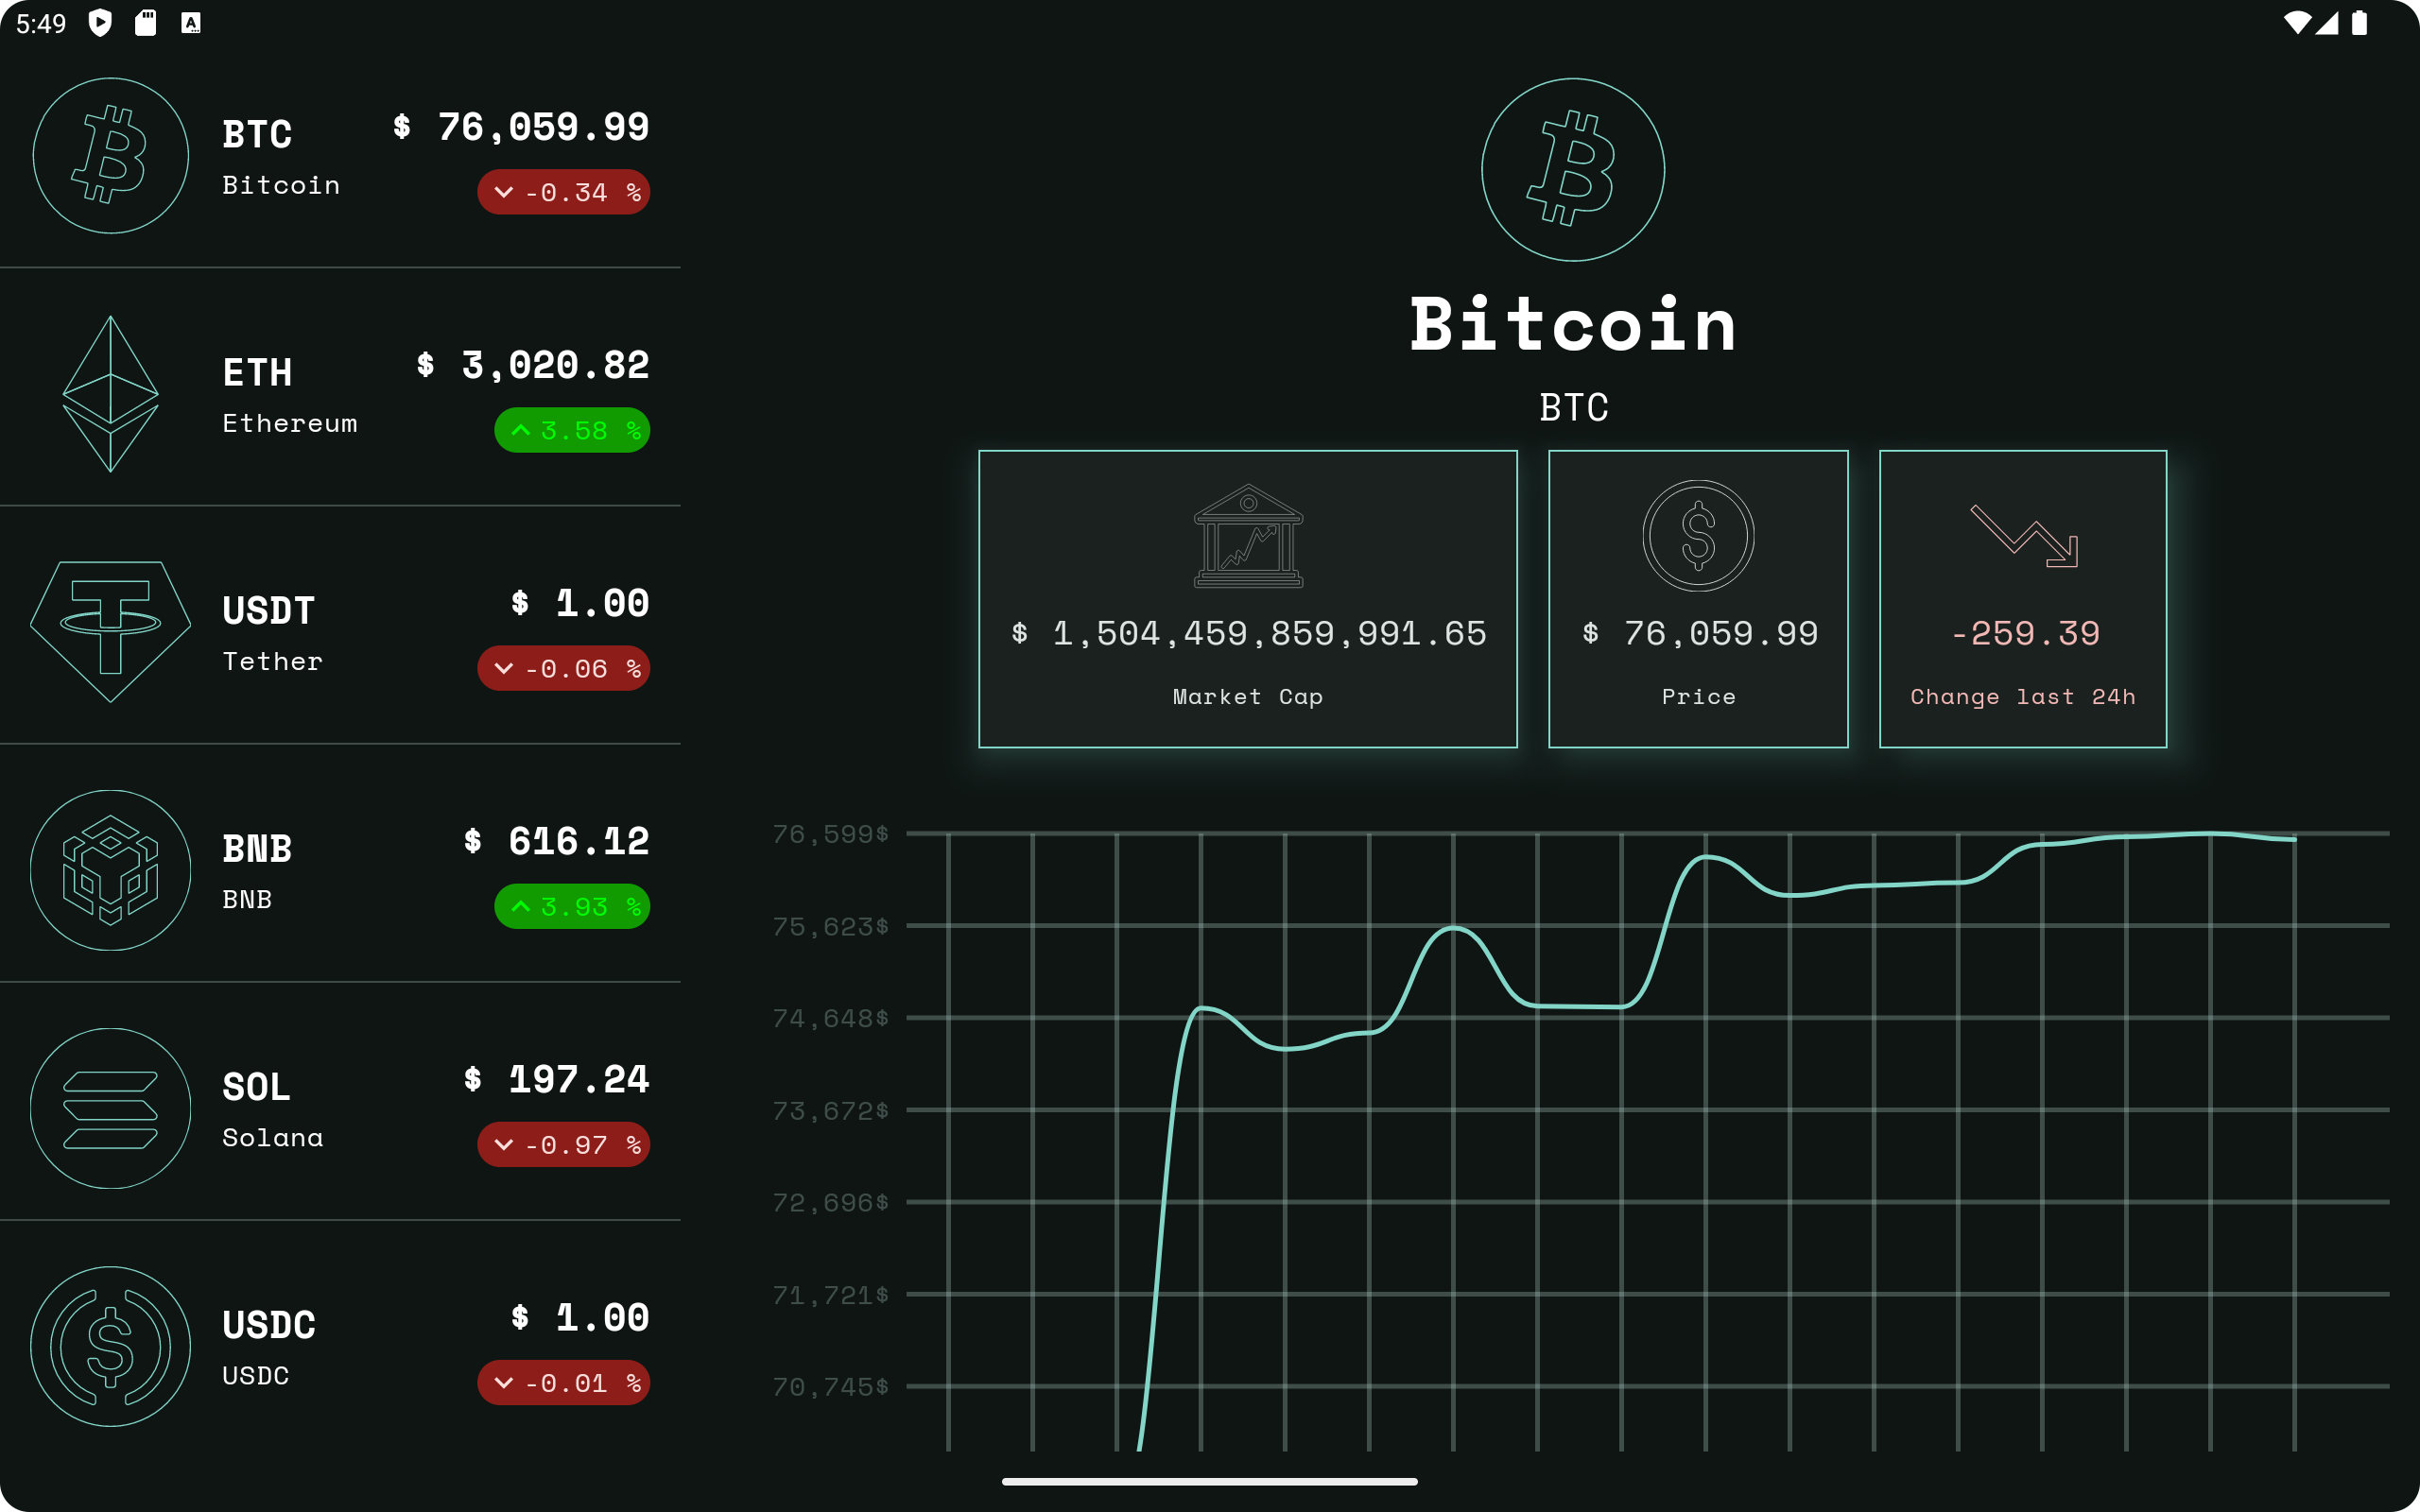 5:49
BTC
Bitcoin
$ 76,059.99
-0.34 %
ETH
Ethereum
$ 3,020.82
3.58 %
USDT
Tether
$ 1.00
-0.06 %
BNB
BNB
$ 616.12
3.93 %
SOL
Solana
$ 197.24
-0.97 %
USDC
USDC
$ 1.00
-0.01 %
Bitcoin
BTC
$ 1,504,459,859,991.65
Market Cap
$ 76,059.99
Price
-259.39
Change last 24h
76,599$
75,623$
74,648$
73,672$
72,696$
71,721$
70,745$